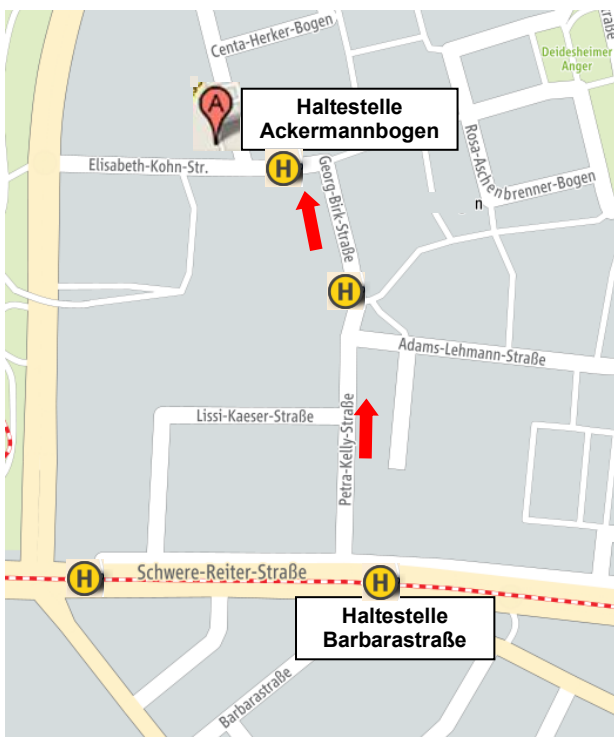 Centa-Herker-Bogen
Straße
Deidesheimer
Anger
A
Haltestelle
Ackermannbogen
Elisabeth-Kohn-Str.
H
Georg-Birk-Straße
Rosa-Aschenbrenner-Bogen
n
H
Adams-Lehmann-Straße
Lissi-Kaeser-Straße
Petra-Kelly-Straße
H
Schwere-Reiter-Straße
H
Haltestelle
Barbarastraße
Barbarastraße